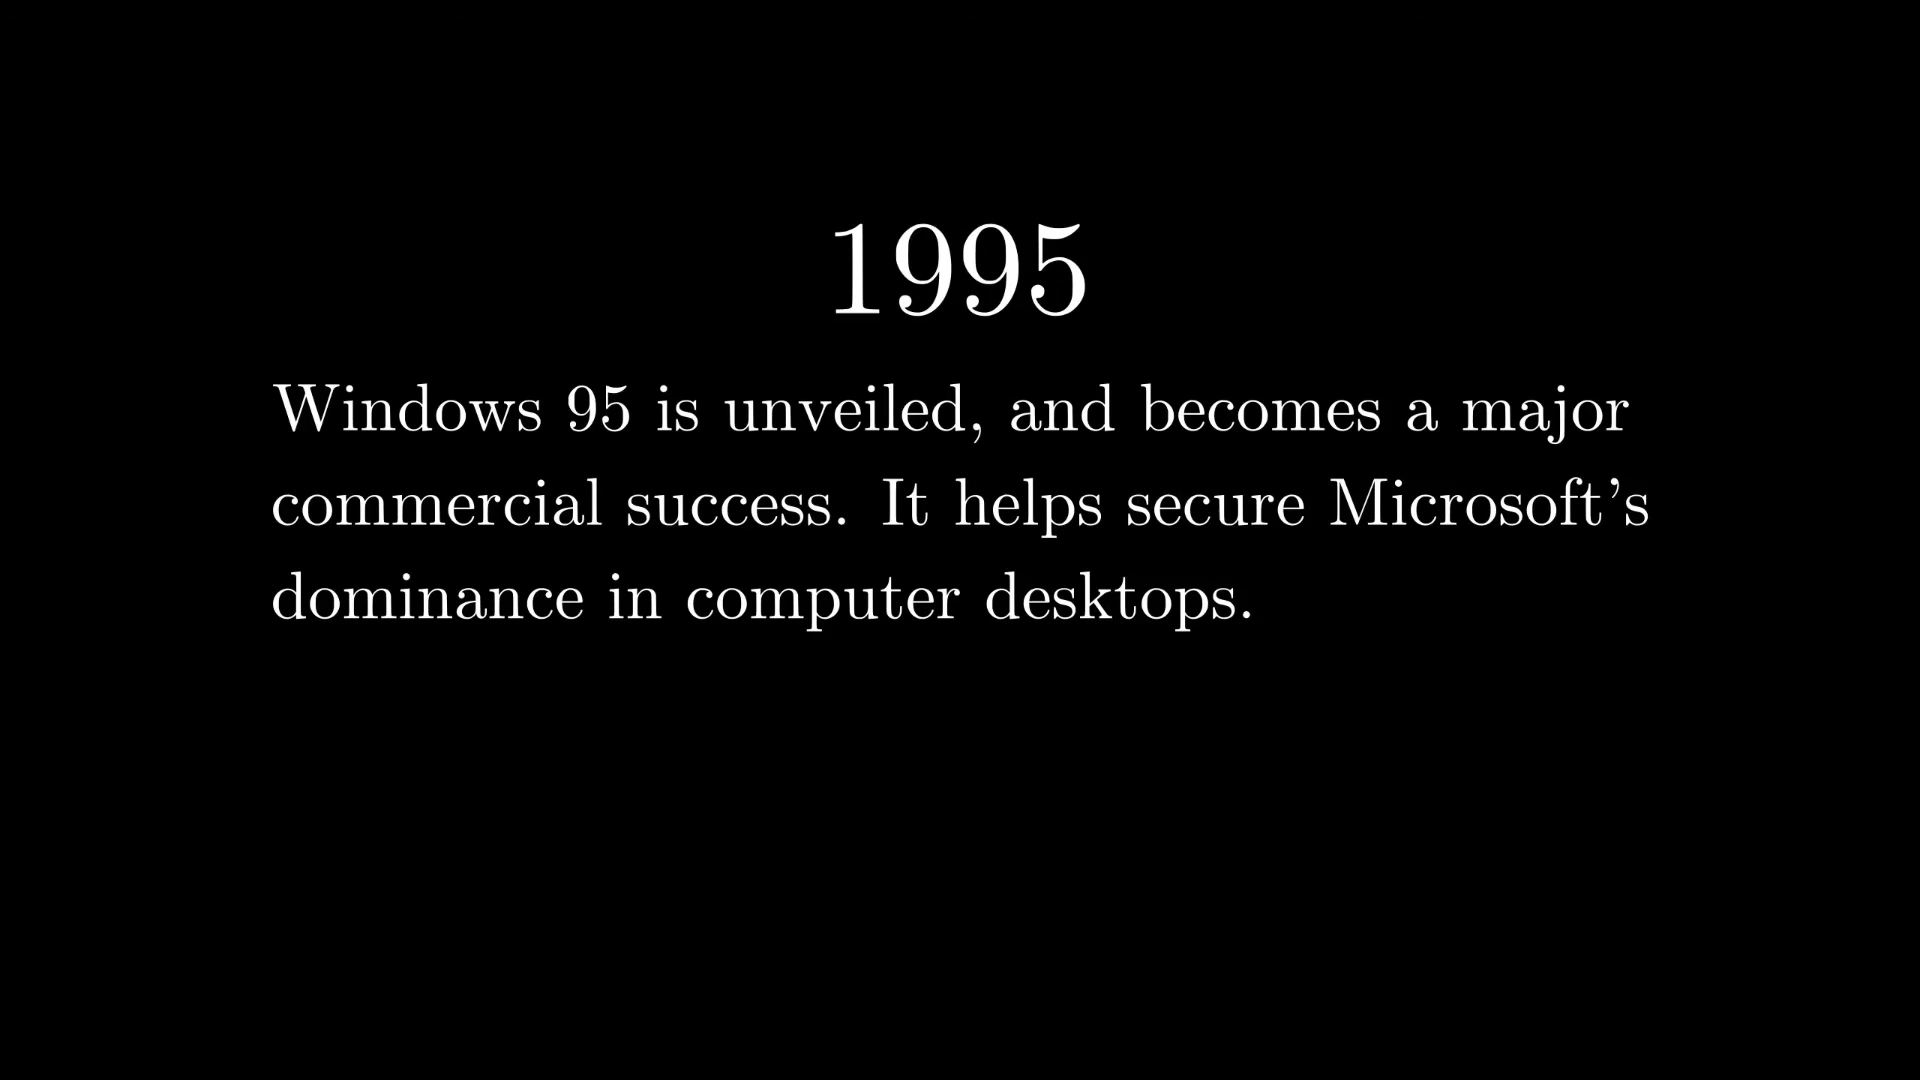 1995
Windows 95 is unveiled, and becomes a major
commercial success. It helps secure Microsoft’s
dominance in computer desktops.